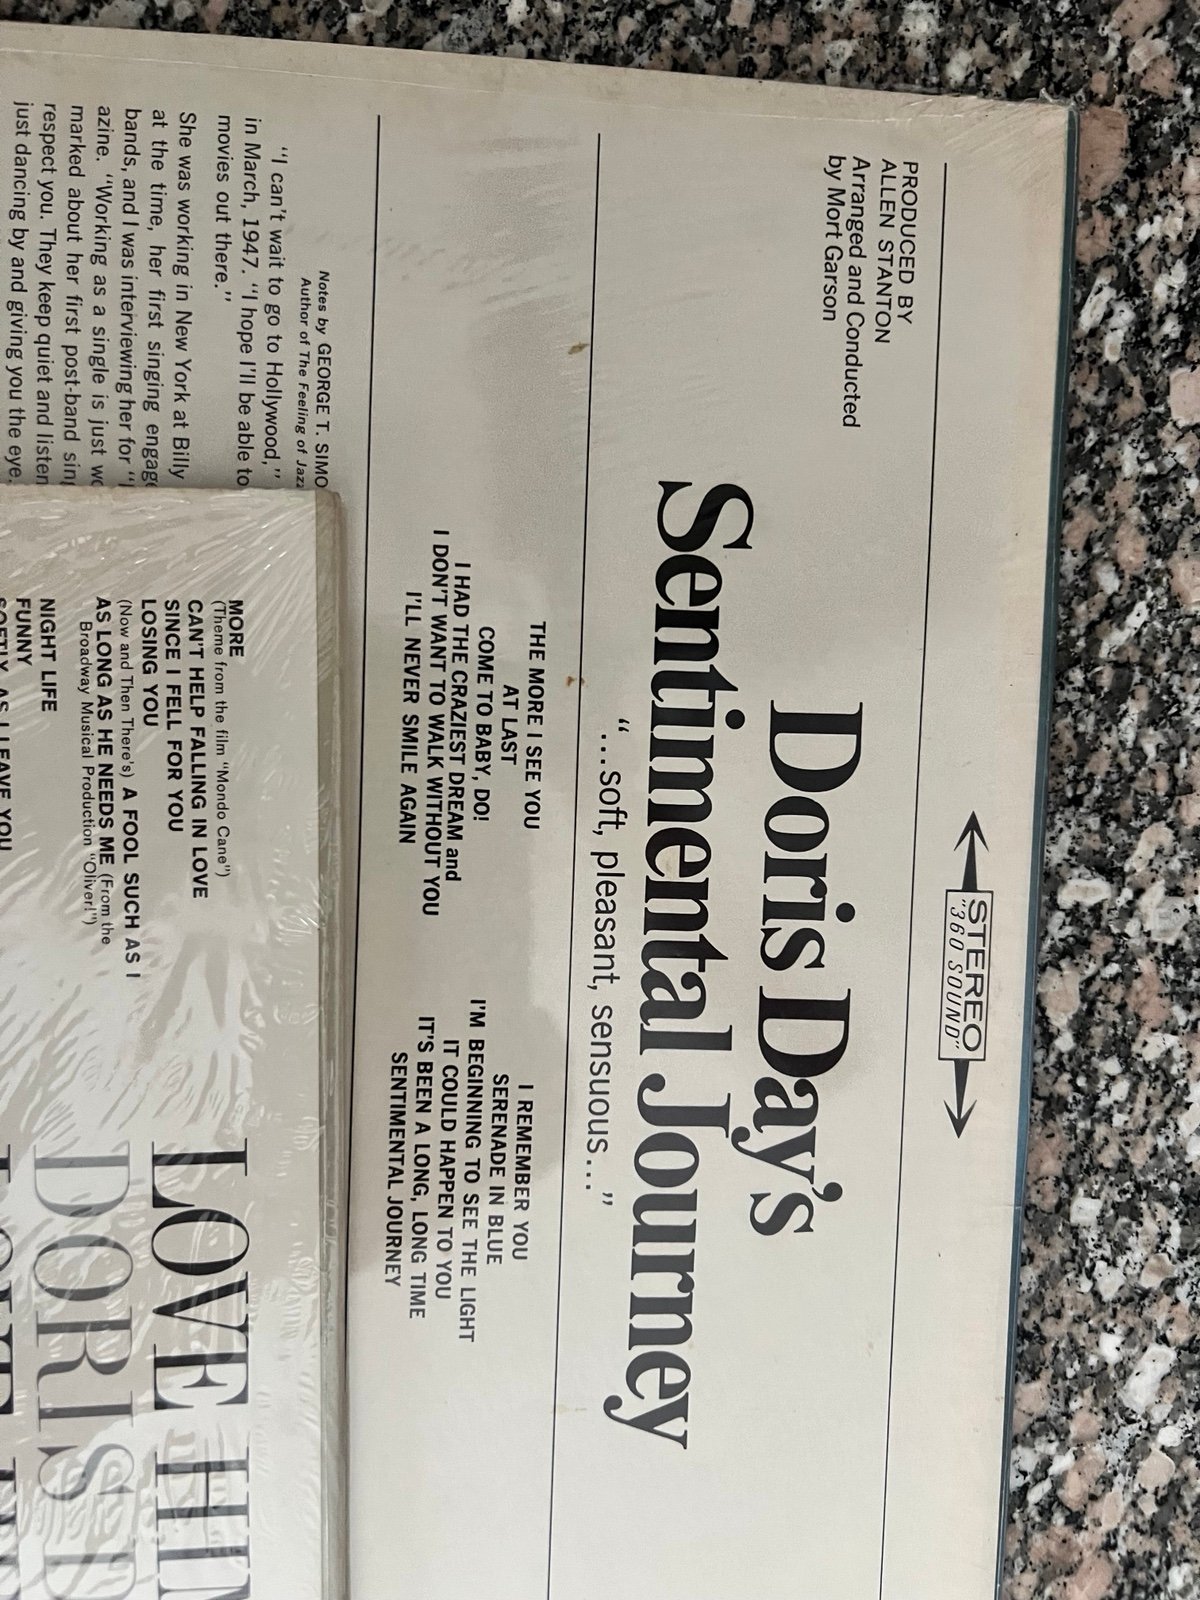 STEREO
"360 SOUND"
PRODUCED BY
ALLEN STANTON
Arranged and Conducted
by Mort Garson
Doris Day's
Sentimental Journey
“...soft, pleasant, sensuous...”
THE MORE I SEE YOU
AT LAST
COME TO BABY, DO!
I HAD THE CRAZIEST DREAM and
I DON'T WANT TO WALK WITHOUT YOU
I'LL NEVER SMILE AGAIN
I REMEMBER YOU
SERENADE IN BLUE
I'M BEGINNING TO SEE THE LIGHT
IT COULD HAPPEN TO YOU
IT'S BEEN A LONG, LONG TIME
SENTIMENTAL JOURNEY
Notes by GEORGE T. SIMO
Author of The Feeling of Jazz
“I can't wait to go to Hollywood,”
in March, 1947. “I hope I'll be able to
movies out there.”
She was working in New York at Billy
at the time, her first singing engage
bands, and I was interviewing her for “
azine. “Working as a single is just wo
marked about her first post-band sin
respect you. They keep quiet and listen
just dancing by and giving you the eye.
MORE
(Theme from the film “Mondo Cane”)
CAN'T HELP FALLING IN LOVE
SINCE I FELL FOR YOU
LOSING YOU
(Now and Then There's) A FOOL SUCH AS I
AS LONG AS HE NEEDS ME (From the
Broadway Musical Production “Oliver!”)
NIGHT LIFE
FUNNY
SOFTLY, AS I LEAVE YOU
LOVE HI
DORIS D